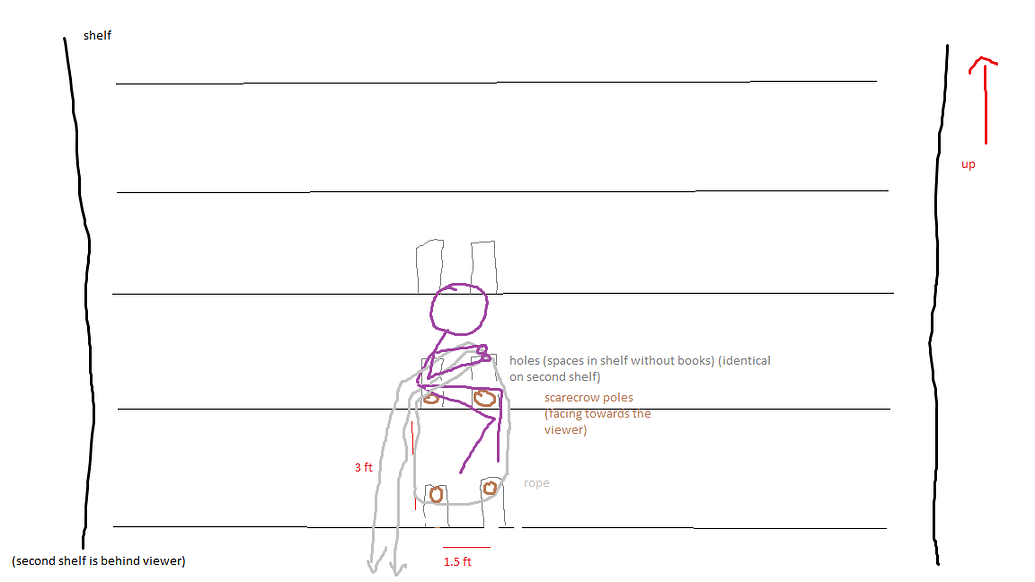 shelf
up
holes (spaces in shelf without books) (identical
on second shelf)
scarecrow poles
(facing towards the
viewer)
3 ft
rope
(second shelf is behind viewer)
1.5 ft